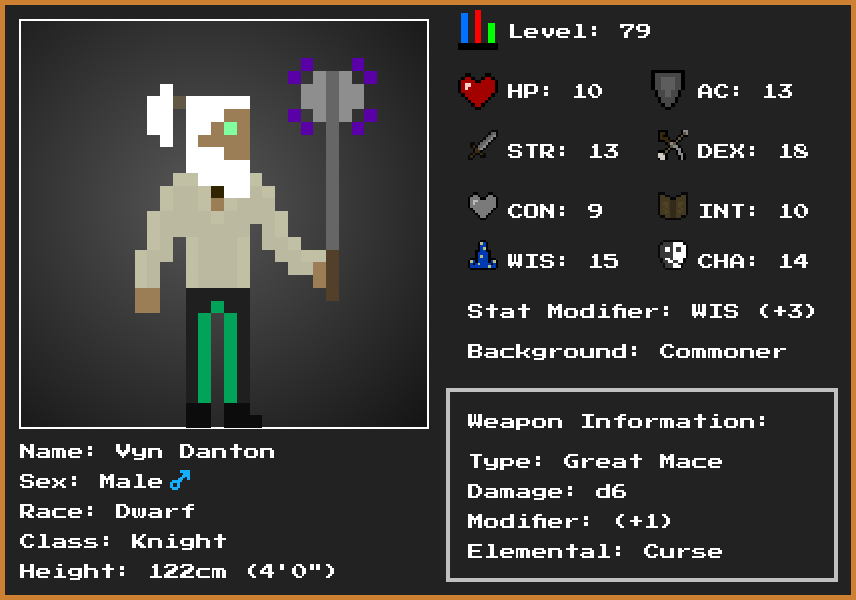 Level: 79
HP: 10 AC: 13
STR: 13 DEX: 18
CON: 9 INT: 10
WIS: 15 CHA: 14
Stat Modifier: WIS (+3)
Background: Commoner
Weapon Information:
Type: Great Mace
Damage: d6
Modifier: (+1)
Elemental: Curse
Name: Vyn Danton
Sex: Male ♂
Race: Dwarf
Class: Knight
Height: 122cm (4'0")